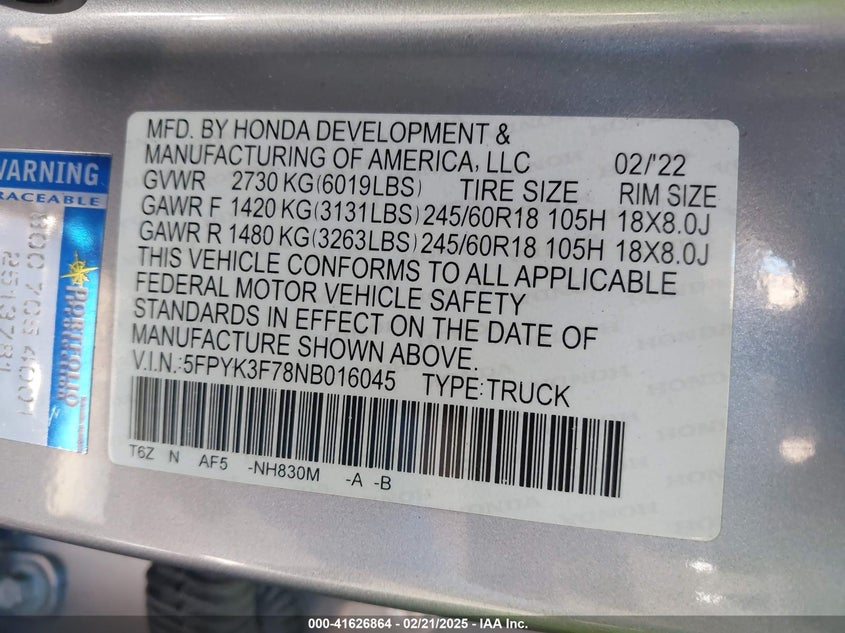 MFD. BY HONDA DEVELOPMENT &
MANUFACTURING OF AMERICA, LLC 02/'22
GVWR 2730 KG(6019LBS) TIRE SIZE RIM SIZE
GAWR F 1420 KG(3131LBS) 245/60R18 105H 18X8.0J
GAWR R 1480 KG(3263LBS) 245/60R18 105H 18X8.0J
THIS VEHICLE CONFORMS TO ALL APPLICABLE
FEDERAL MOTOR VEHICLE SAFETY
STANDARDS IN EFFECT ON THE DATE OF
MANUFACTURE SHOWN ABOVE.
V.I.N.:5FPYK3F78NB016045 TYPE:TRUCK
T6Z N AF5 -NH830M -A -B
WARNING
TRACEABLE
2513781
000-41626864 - 02/21/2025 - IAA Inc.